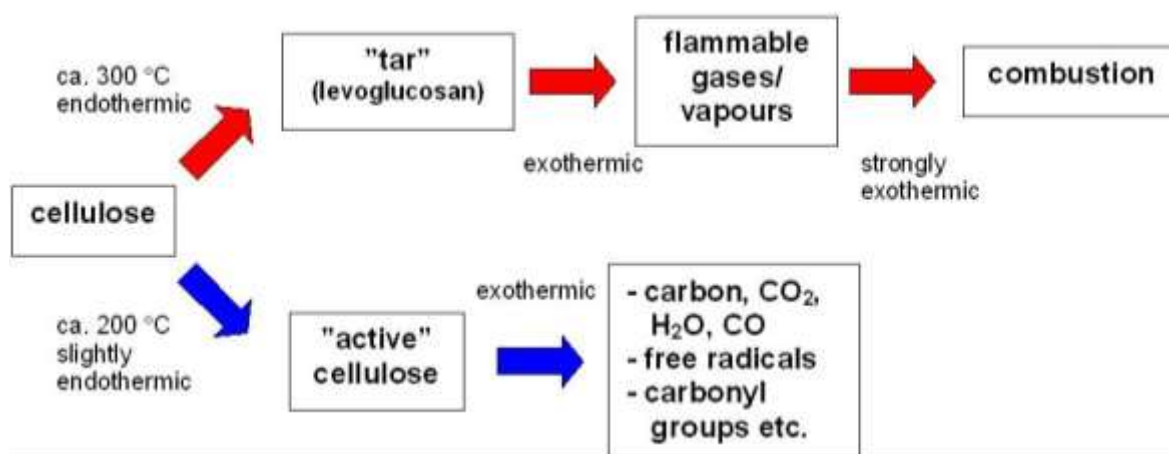 ca. 300 °C
endothermic
"tar"
(levoglucosan)
exothermic
flammable
gases/
vapours
strongly
exothermic
combustion
cellulose
ca. 200 °C
slightly
endothermic
"active"
cellulose
exothermic
- carbon, CO₂,
H₂O, CO
- free radicals
- carbonyl
groups etc.